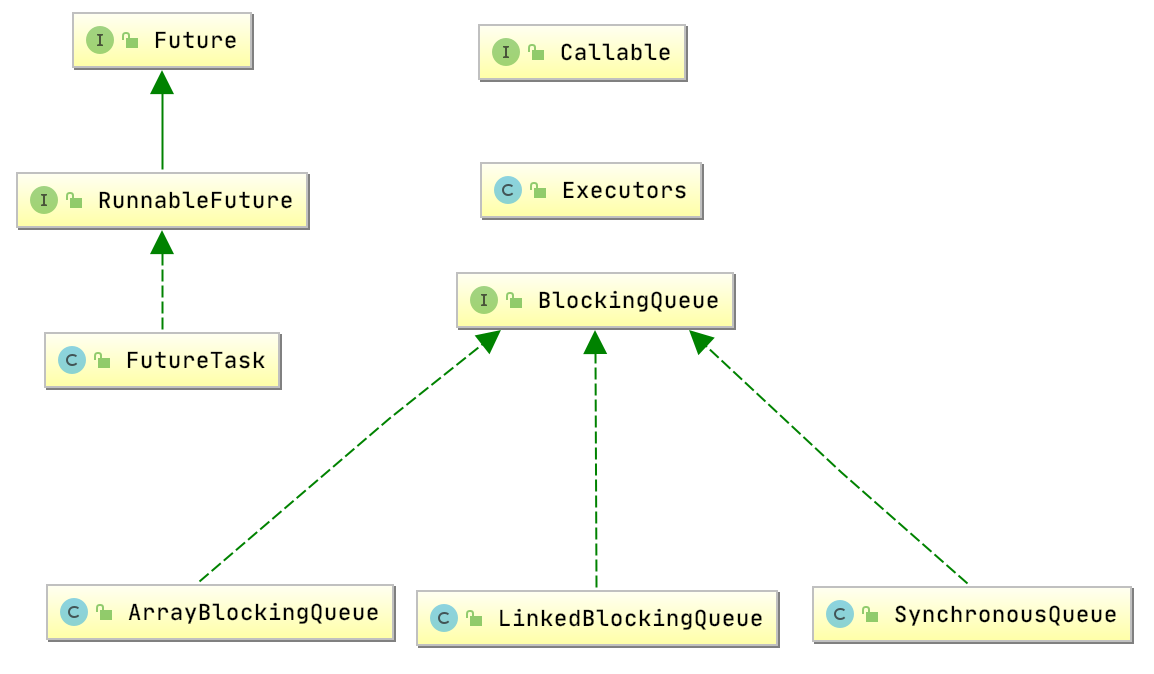 I Future
I Callable
I RunnableFuture
C Executors
I BlockingQueue
C FutureTask
C ArrayBlockingQueue
C LinkedBlockingQueue
C SynchronousQueue